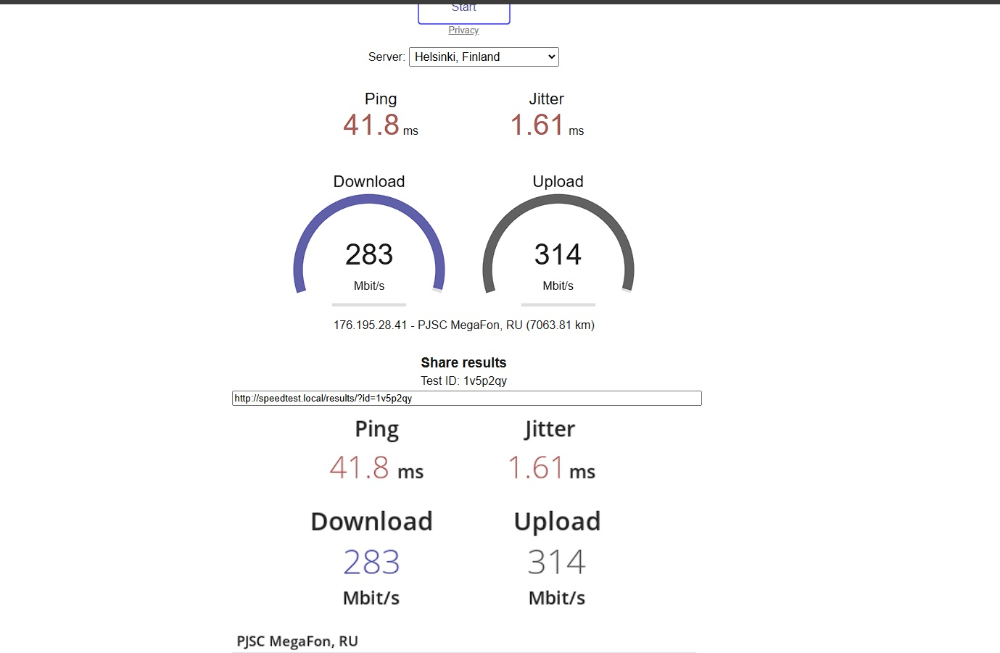 Start
Privacy
Server: Helsinki, Finland
Ping Jitter
41.8 ms 1.61 ms
Download Upload
283 314
Mbit/s Mbit/s
176.195.28.41 - PJSC MegaFon, RU (7063.81 km)
Share results
Test ID: 1v5p2qy
http://speedtest.local/results/?id=1v5p2qy
Ping Jitter
41.8 ms 1.61 ms
Download Upload
283 314
Mbit/s Mbit/s
PJSC MegaFon, RU